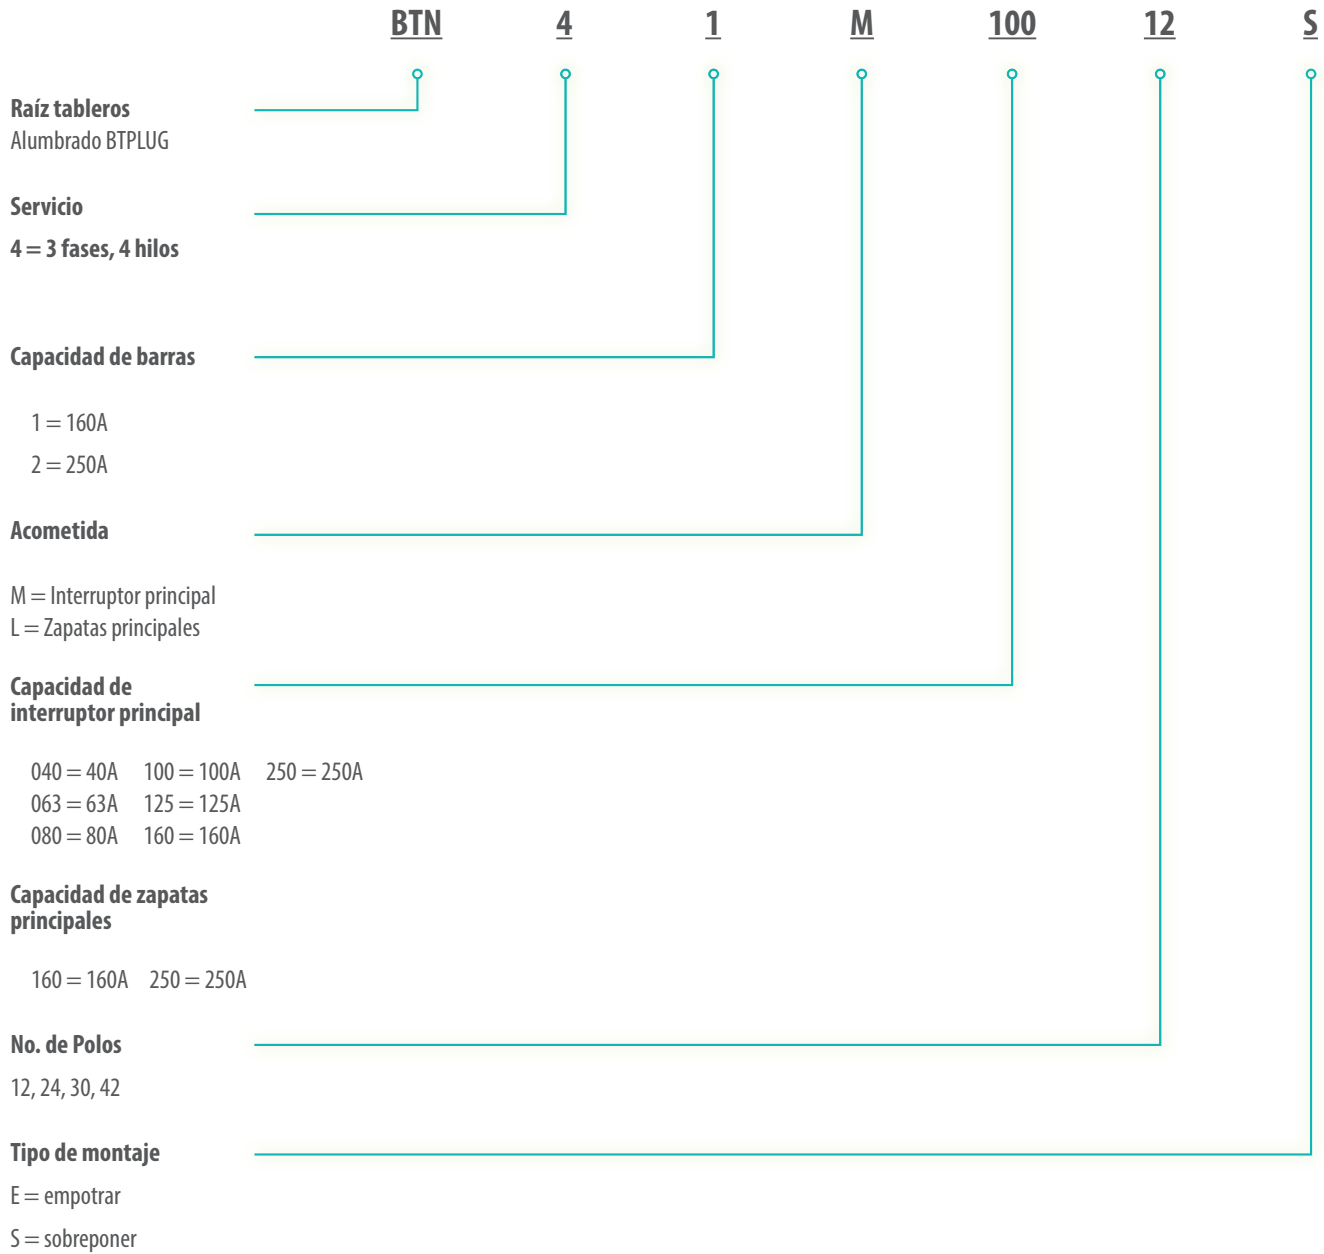 BTN 4 1 M 100 12 S
Raíz tableros
Alumbrado BTPLUG
Servicio
4 = 3 fases, 4 hilos
Capacidad de barras
1 = 160A
2 = 250A
Acometida
M = Interruptor principal
L = Zapatas principales
Capacidad de
interruptor principal
040 = 40A 100 = 100A 250 = 250A
063 = 63A 125 = 125A
080 = 80A 160 = 160A
Capacidad de zapatas
principales
160 = 160A 250 = 250A
No. de Polos
12, 24, 30, 42
Tipo de montaje
E = empotrar
S = sobreponer